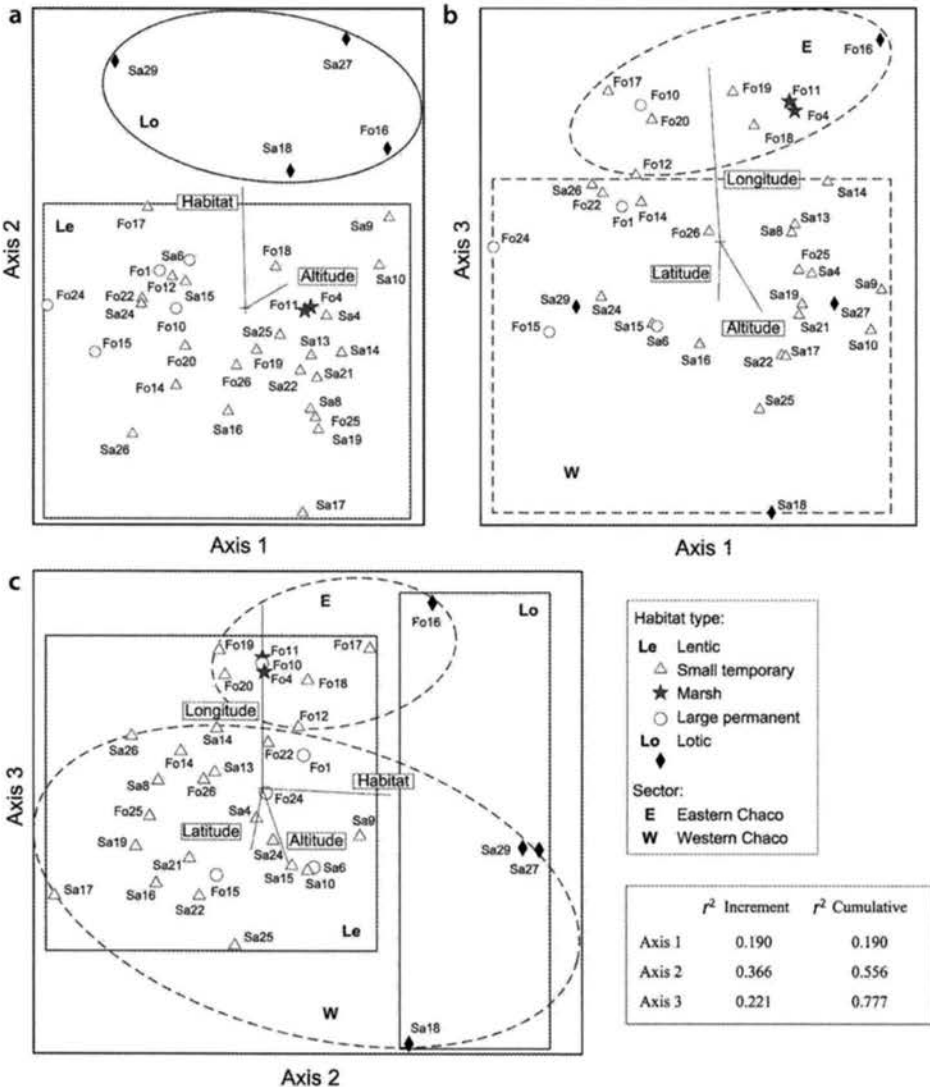 a
Sa27
Sa29
Lo
Fo16
Sa18
Habitat
Le
Fo17
Sa9
Sa6
Fo18
Fo1
Altitude
Sa10
Fo12
Fo24
Fo22
Sa15
Fo11
Fo4
Sa24
Sa4
Fo10
Sa25
Sa13
Fo15
Fo20
Fo19
Sa14
Fo14
Fo26
Sa22
Sa21
Sa8
Sa16
Fo25
Sa26
Sa19
Sa17
Axis 2
Axis 1
b
E
Fo16
Fo17
Fo19
Fo11
Fo10
Fo4
Fo20
Fo18
Fo12
Longitude
Sa26
Sa14
Fo22
Fo14
Fo1
Sa13
Sa8
Fo24
Fo26
Latitude
Fo25
Sa4
Sa9
Sa29
Sa24
Sa19
Sa27
Fo15
Sa15
Altitude
Sa21
Sa6
Sa10
Sa16
Sa22
Sa17
Sa25
W
Sa18
Axis 3
Axis 1
c
E
Lo
Fo16
Fo19
Fo11
Fo17
Fo10
Fo20
Fo4
Fo18
Longitude
Fo12
Sa14
Sa26
Fo22
Fo14
Fo1
Sa13
Sa8
Fo26
Habitat
Fo24
Fo25
Sa4
Latitude
Altitude
Sa9
Sa19
Sa29
Sa24
Sa27
Sa21
Sa15
Sa6
Sa17
Sa16
Fo15
Sa10
Sa22
Sa25
Le
W
Sa18
Axis 3
Axis 2
Habitat type:
Le Lentic
Small temporary
Marsh
Large permanent
Lo Lotic
Sector:
E Eastern Chaco
W Western Chaco
r² Increment r² Cumulative
Axis 1 0.190 0.190
Axis 2 0.366 0.556
Axis 3 0.221 0.777